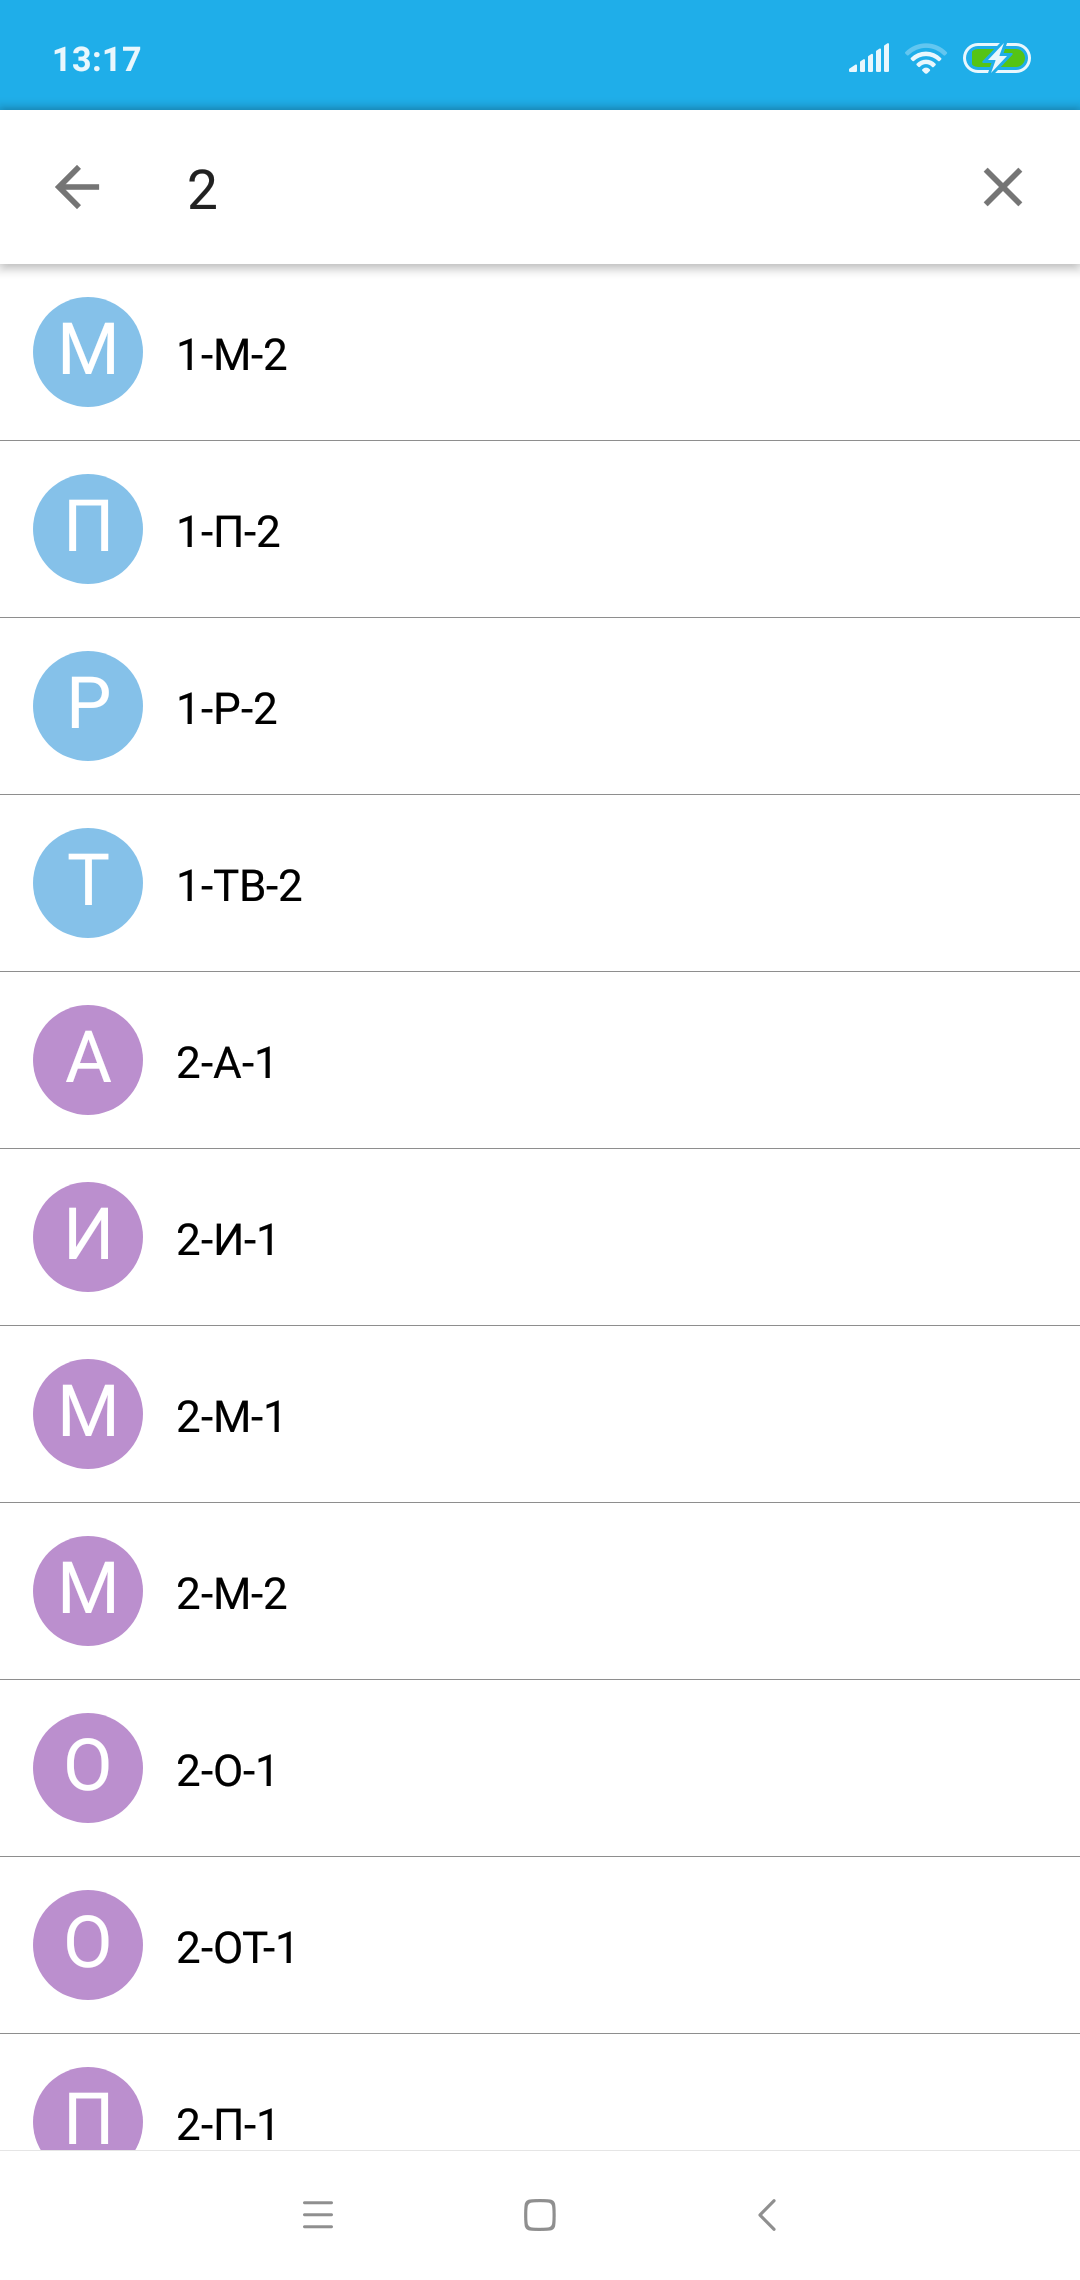 13:17
2
М 1-М-2
П 1-П-2
Р 1-Р-2
Т 1-ТВ-2
А 2-А-1
И 2-И-1
М 2-М-1
М 2-М-2
О 2-О-1
О 2-ОТ-1
П 2-П-1